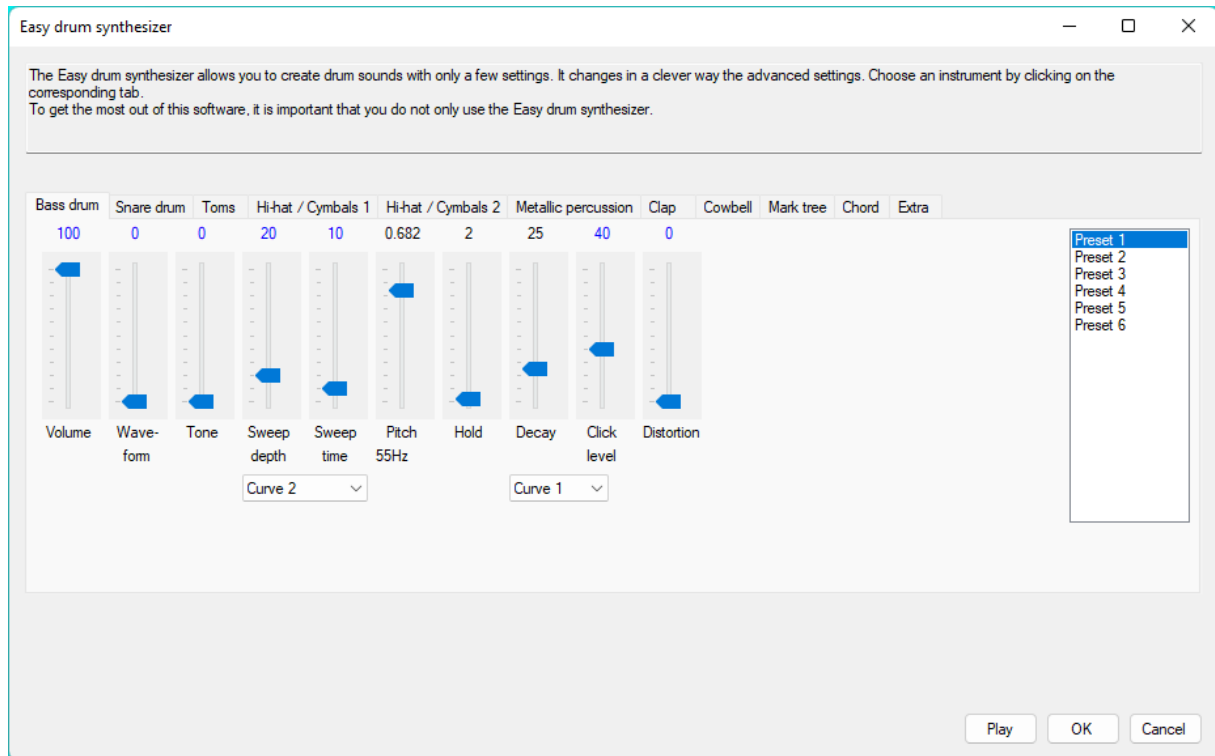 Easy drum synthesizer
The Easy drum synthesizer allows you to create drum sounds with only a few settings. It changes in a clever way the advanced settings. Choose an instrument by clicking on the
corresponding tab.
To get the most out of this software, it is important that you do not only use the Easy drum synthesizer.
Bass drum Snare drum Toms Hi-hat / Cymbals 1 Hi-hat / Cymbals 2 Metallic percussion Clap Cowbell Mark tree Chord Extra
100 0 0 20 10 0.682 2 25 40 0
Volume Wave- Tone Sweep Sweep Pitch Hold Decay Click Distortion
form depth time 55Hz level
Curve 2 Curve 1
Preset 1
Preset 2
Preset 3
Preset 4
Preset 5
Preset 6
Play OK Cancel